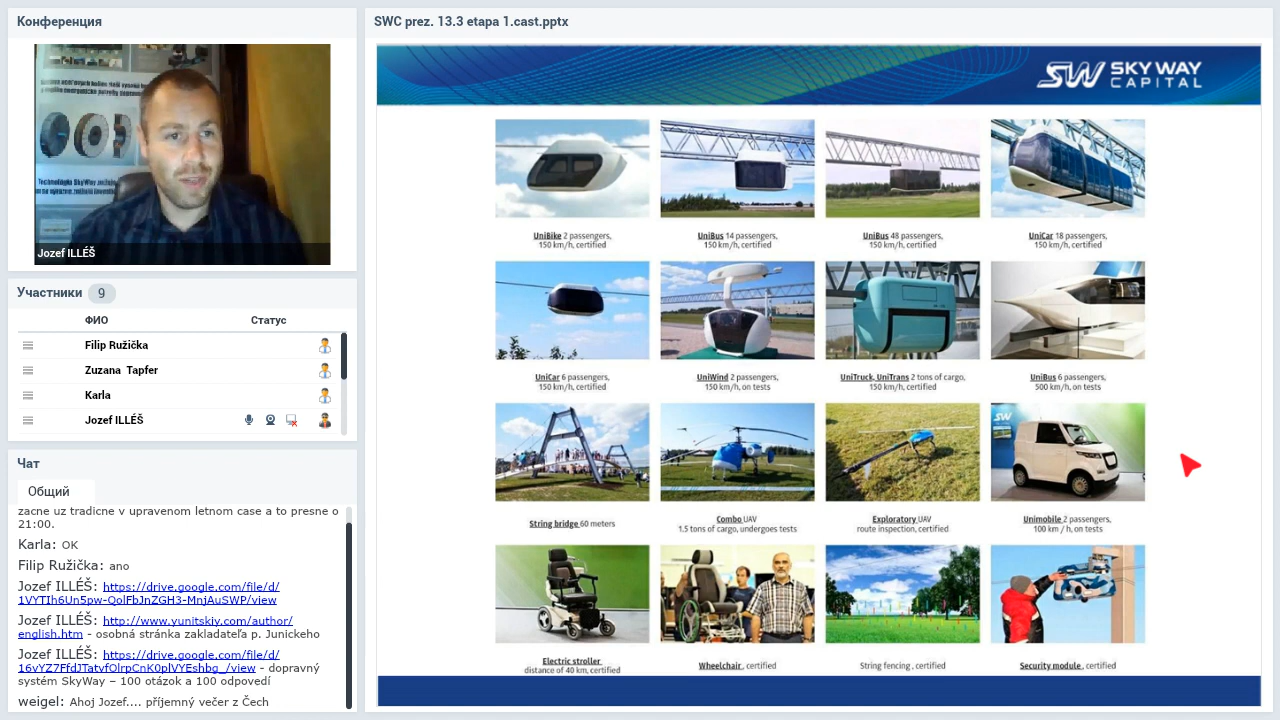 Конференция
Technológia SkyWay znižuje
Jozef ILLÉŠ
Участники 9
ФИО Статус
Filip Ružička
Zuzana Tapfer
Karla
Jozef ILLÉŠ
Чат
Общий
zacne uz tradicne v upravenom letnom case a to presne o
21:00.
Karla: OK
Filip Ružička: ano
Jozef ILLÉŠ: https://drive.google.com/file/d/
1VYTIh6Un5pw-QolFbJnZGH3-MnjAuSWP/view
Jozef ILLÉŠ: http://www.yunitskiy.com/author/
english.htm - osobná stránka zakladateľa p. Junickeho
Jozef ILLÉŠ: https://drive.google.com/file/d/
16vYZ7FfdJTatvfOlrpCnK0plVYEshbg_/view - dopravný
systém SkyWay – 100 otázok a 100 odpovedí
weigel: Ahoj Jozef.... příjemný večer z Čech
SWC prez. 13.3 etapa 1.cast.pptx
SW SKY WAY
CAPITAL
UniBike 2 passengers,
150 km/h, certified
UniBus 14 passengers,
150 km/h, certified
UniBus 48 passengers,
150 km/h, certified
UniCar 18 passengers,
150 km/h, certified
UniCar 6 passengers,
150 km/h, certified
UniWind 2 passengers,
150 km/h, on tests
UniTruck, UniTrans 2 tons of cargo,
150 km/h, certified
UniBus 6 passengers,
500 km/h, on tests
SW
String bridge 60 meters
Combo UAV
1.5 tons of cargo, undergoes tests
Exploratory UAV
route inspection, certified
Unimobile 2 passengers,
100 km / h, on tests
Electric stroller
distance of 40 km, certified
Wheelchair , certified
String fencing , certified
Security module , certified